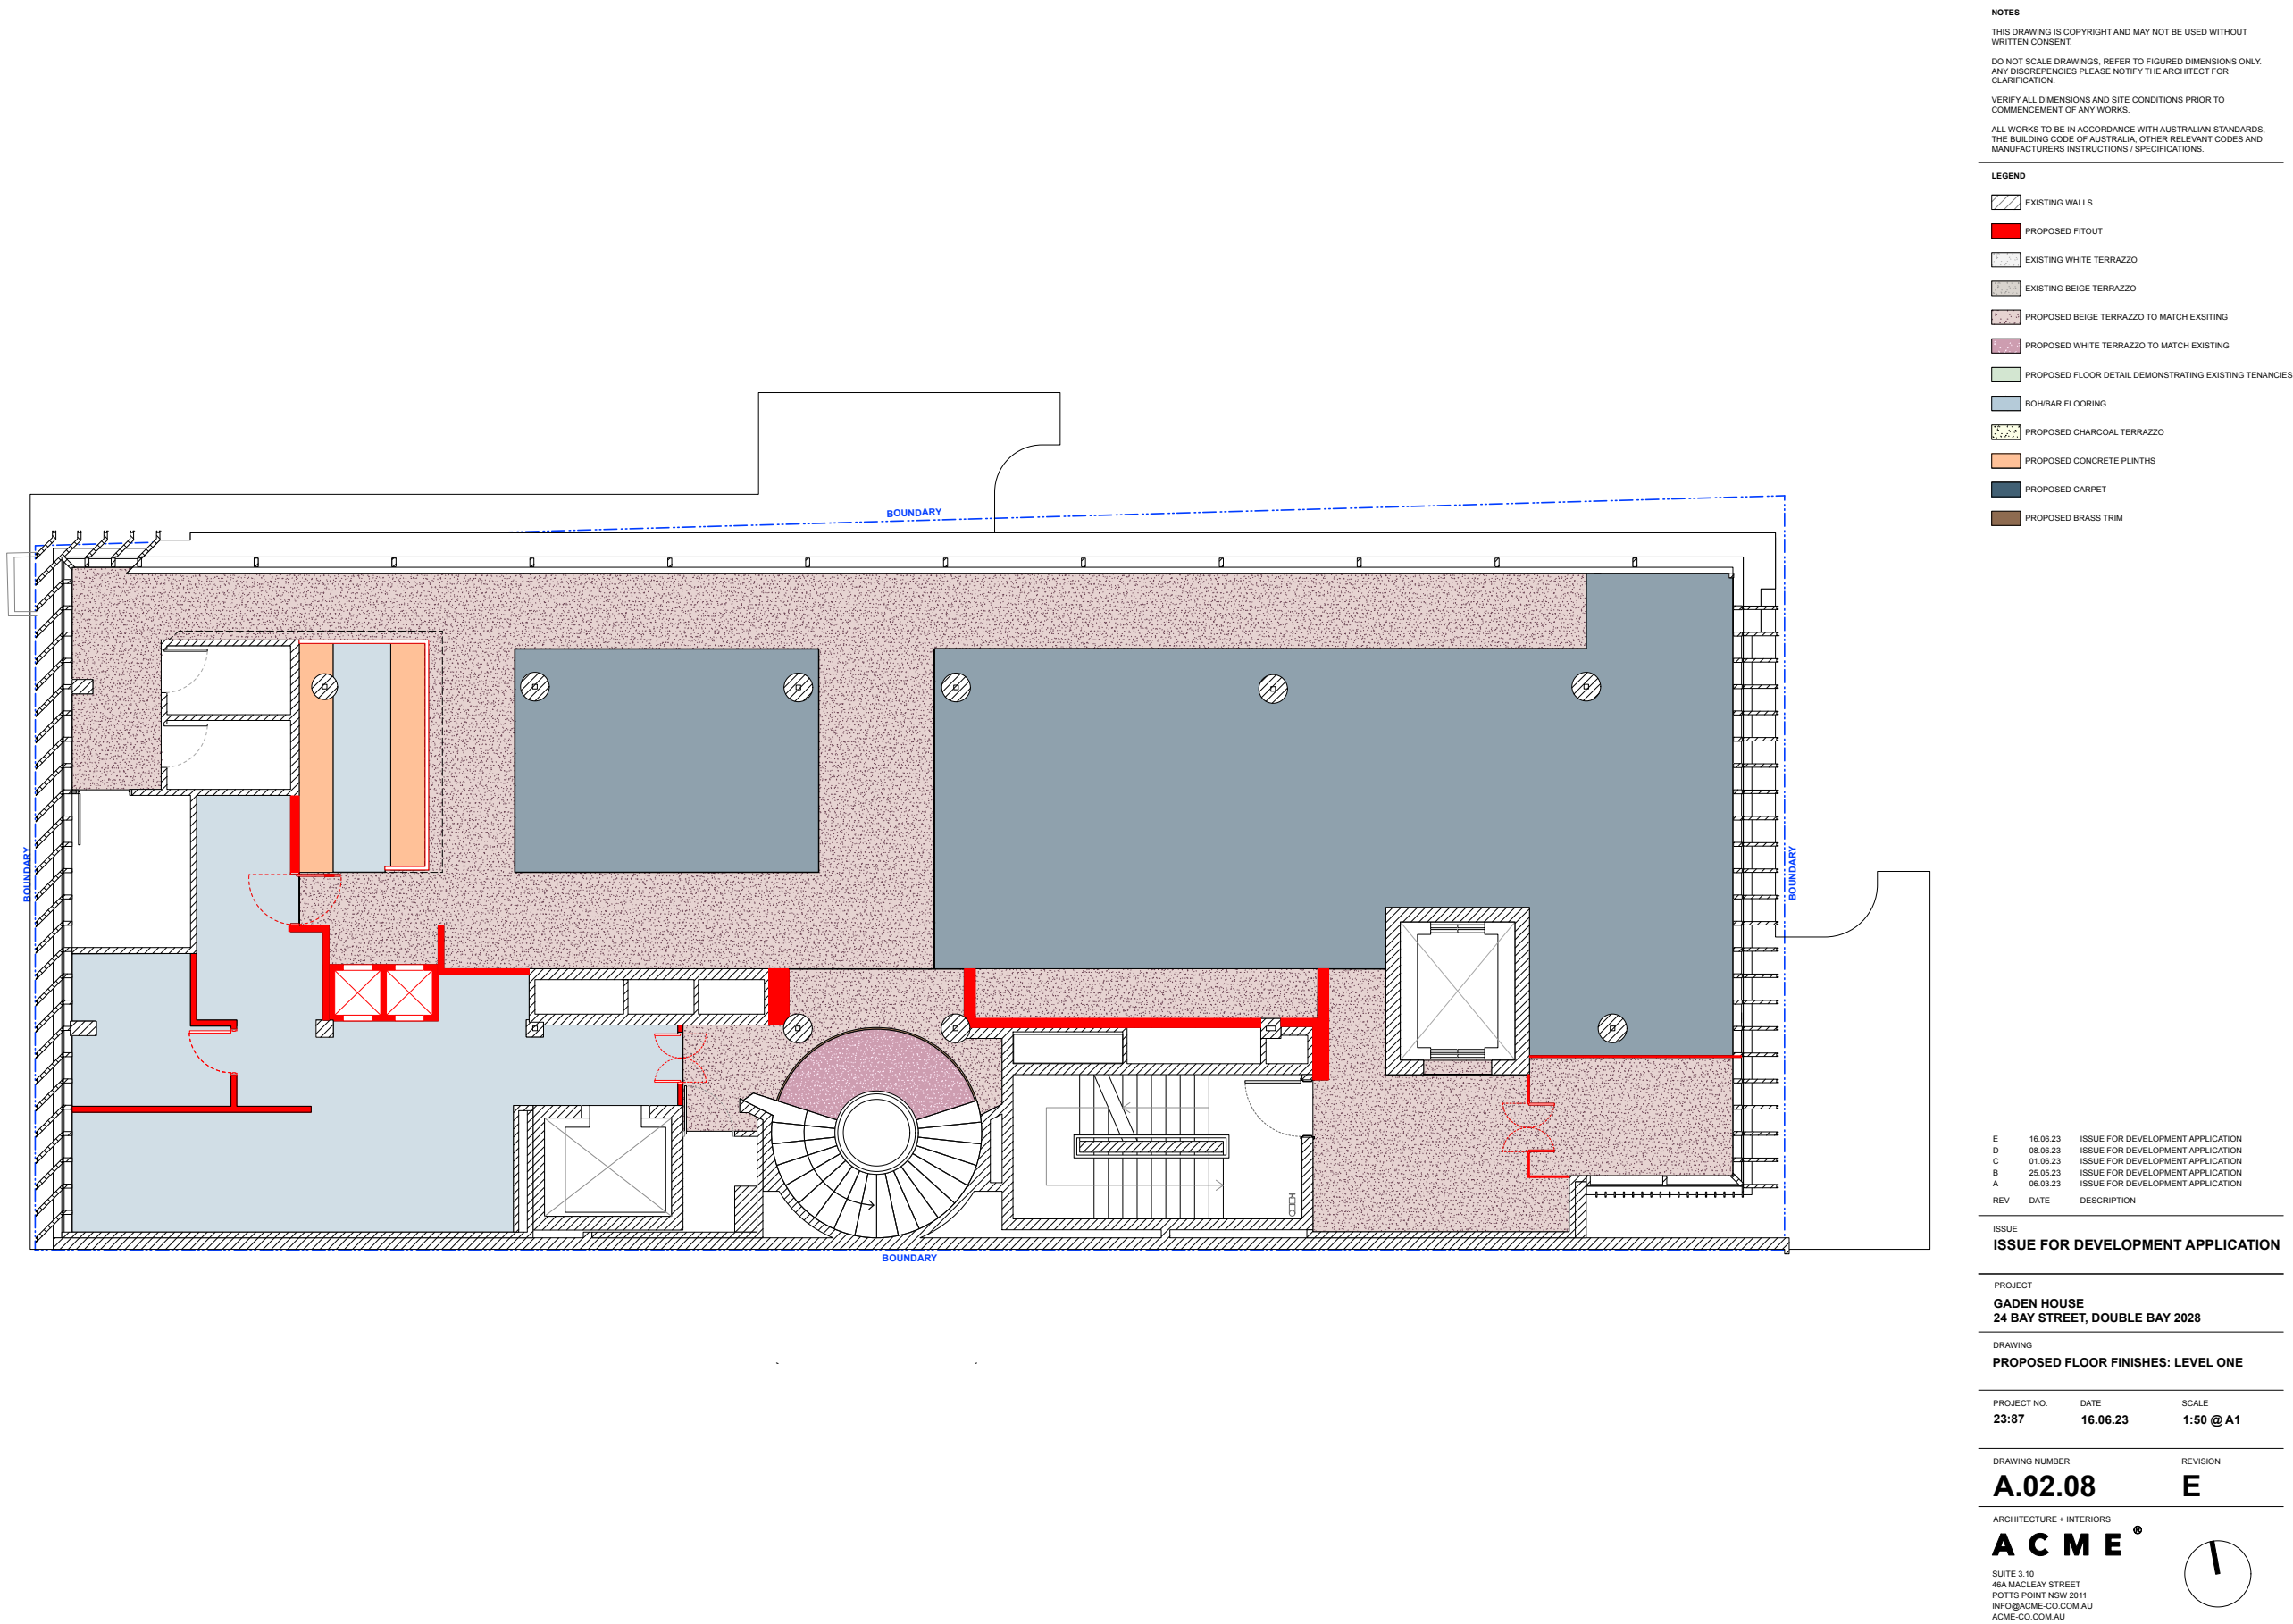 NOTES
THIS DRAWING IS COPYRIGHT AND MAY NOT BE USED WITHOUT
WRITTEN CONSENT.
DO NOT SCALE DRAWINGS, REFER TO FIGURED DIMENSIONS ONLY.
ANY DISCREPENCIES PLEASE NOTIFY THE ARCHITECT FOR
CLARIFICATION.
VERIFY ALL DIMENSIONS AND SITE CONDITIONS PRIOR TO
COMMENCEMENT OF ANY WORKS.
ALL WORKS TO BE IN ACCORDANCE WITH AUSTRALIAN STANDARDS,
THE BUILDING CODE OF AUSTRALIA, OTHER RELEVANT CODES AND
MANUFACTURERS INSTRUCTIONS / SPECIFICATIONS.
LEGEND
EXISTING WALLS
PROPOSED FITOUT
EXISTING WHITE TERRAZZO
EXISTING BEIGE TERRAZZO
PROPOSED BEIGE TERRAZZO TO MATCH EXSITING
PROPOSED WHITE TERRAZZO TO MATCH EXISTING
PROPOSED FLOOR DETAIL DEMONSTRATING EXISTING TENANCIES
BOH/BAR FLOORING
PROPOSED CHARCOAL TERRAZZO
PROPOSED CONCRETE PLINTHS
PROPOSED CARPET
PROPOSED BRASS TRIM
BOUNDARY
BOUNDARY
BOUNDARY
BOUNDARY
E 16.06.23 ISSUE FOR DEVELOPMENT APPLICATION
D 08.06.23 ISSUE FOR DEVELOPMENT APPLICATION
C 01.06.23 ISSUE FOR DEVELOPMENT APPLICATION
B 25.05.23 ISSUE FOR DEVELOPMENT APPLICATION
A 06.03.23 ISSUE FOR DEVELOPMENT APPLICATION
REV DATE DESCRIPTION
ISSUE
ISSUE FOR DEVELOPMENT APPLICATION
PROJECT
GADEN HOUSE
24 BAY STREET, DOUBLE BAY 2028
DRAWING
PROPOSED FLOOR FINISHES: LEVEL ONE
PROJECT NO. DATE SCALE
23:87 16.06.23 1:50 @ A1
DRAWING NUMBER REVISION
A.02.08 E
ARCHITECTURE + INTERIORS
ACME®
SUITE 3.10
46A MACLEAY STREET
POTTS POINT NSW 2011
INFO@ACME-CO.COM.AU
ACME-CO.COM.AU